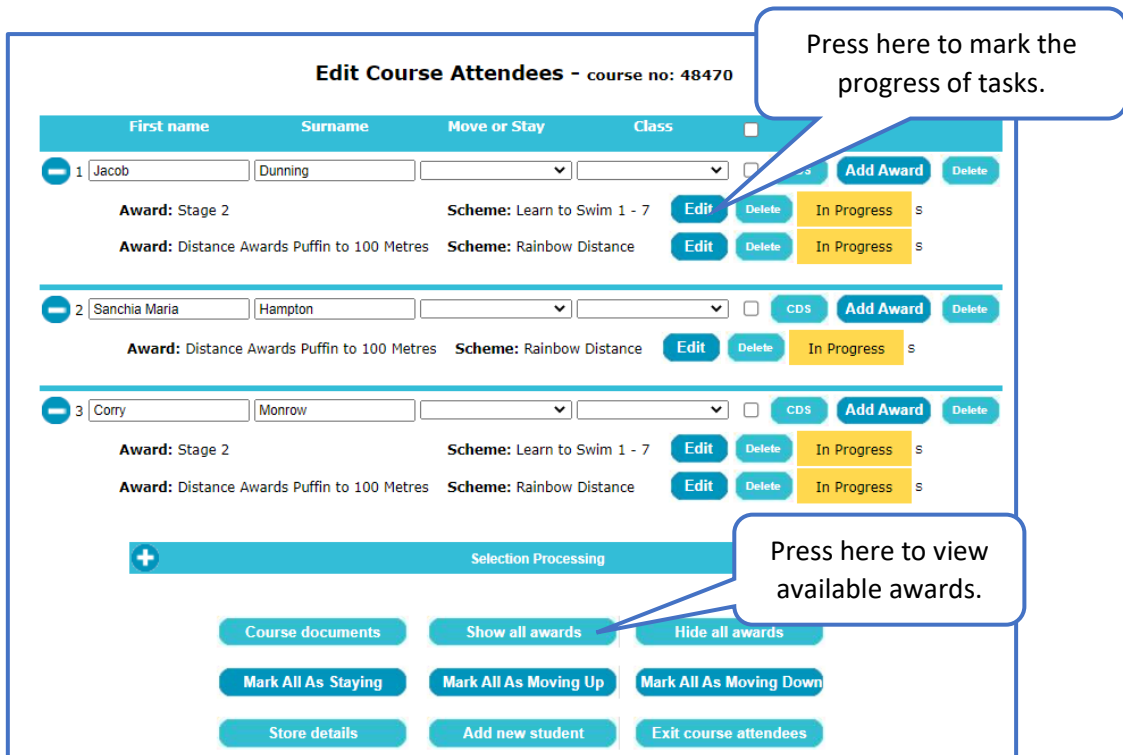 Press here to mark the
progress of tasks.
Edit Course Attendees - course no: 48470
First name Surname Move or Stay Class
1 Jacob Dunning Add Award Delete
Award: Stage 2 Scheme: Learn to Swim 1 - 7 Edit Delete In Progress s
Award: Distance Awards Puffin to 100 Metres Scheme: Rainbow Distance Edit Delete In Progress s
2 Sanchia Maria Hampton CDS Add Award Delete
Award: Distance Awards Puffin to 100 Metres Scheme: Rainbow Distance Edit Delete In Progress s
3 Corry Monrow CDS Add Award Delete
Award: Stage 2 Scheme: Learn to Swim 1 - 7 Edit Delete In Progress s
Award: Distance Awards Puffin to 100 Metres Scheme: Rainbow Distance Edit Delete In Progress s
Selection Processing
Press here to view
available awards.
Course documents Show all awards Hide all awards
Mark All As Staying Mark All As Moving Up Mark All As Moving Down
Store details Add new student Exit course attendees